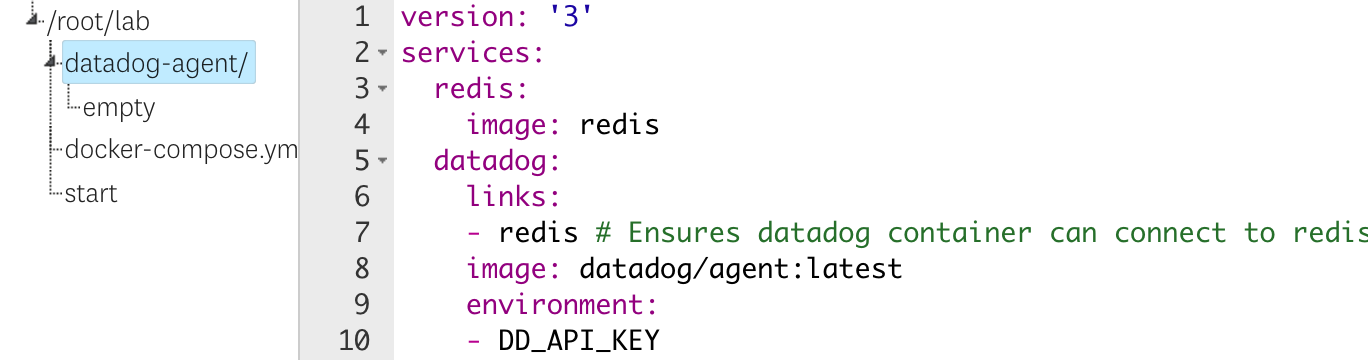 /root/lab
datadog-agent/
empty
docker-compose.ym
start
1 version: '3'
2 services:
3 redis:
4 image: redis
5 datadog:
6 links:
7 - redis # Ensures datadog container can connect to redis
8 image: datadog/agent:latest
9 environment:
10 - DD_API_KEY